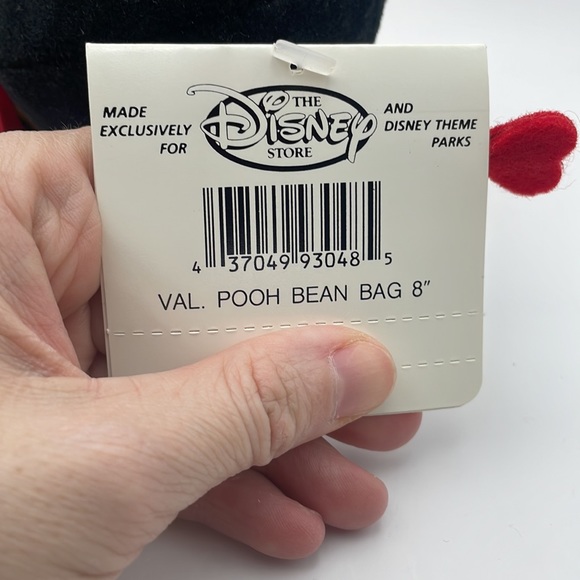 MADE EXCLUSIVELY FOR
THE
Disney
STORE
AND DISNEY THEME PARKS
4 37049 93048 5
VAL. POOH BEAN BAG 8"